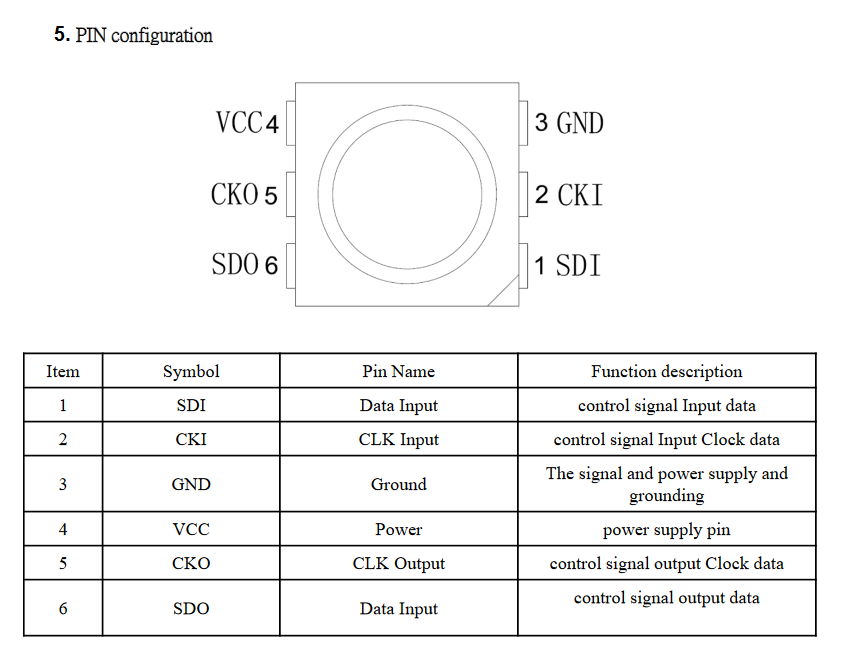 5. PIN configuration
VCC 4
3 GND
CKO 5
2 CKI
SDO 6
1 SDI
Item Symbol Pin Name Function description
1 SDI Data Input control signal Input data
2 CKI CLK Input control signal Input Clock data
3 GND Ground The signal and power supply and
grounding
4 VCC Power power supply pin
5 CKO CLK Output control signal output Clock data
6 SDO Data Input control signal output data